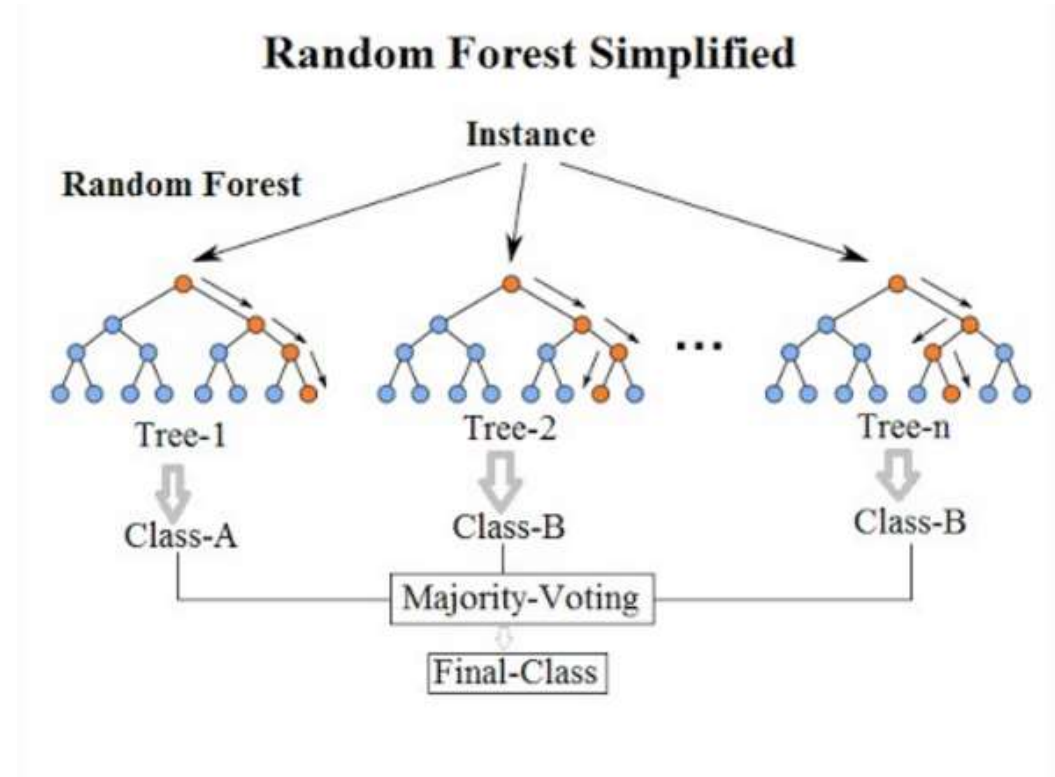 Random Forest Simplified
Instance
Random Forest
...
Tree-1
Tree-2
Tree-n
Class-A
Class-B
Class-B
Majority-Voting
Final-Class